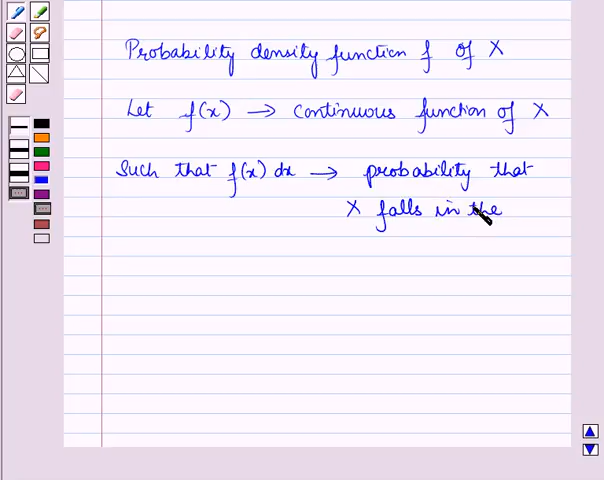 Probability density function f of X
Let f(x) → continuous function of X
Such that f(x) dx → probability that
X falls in the